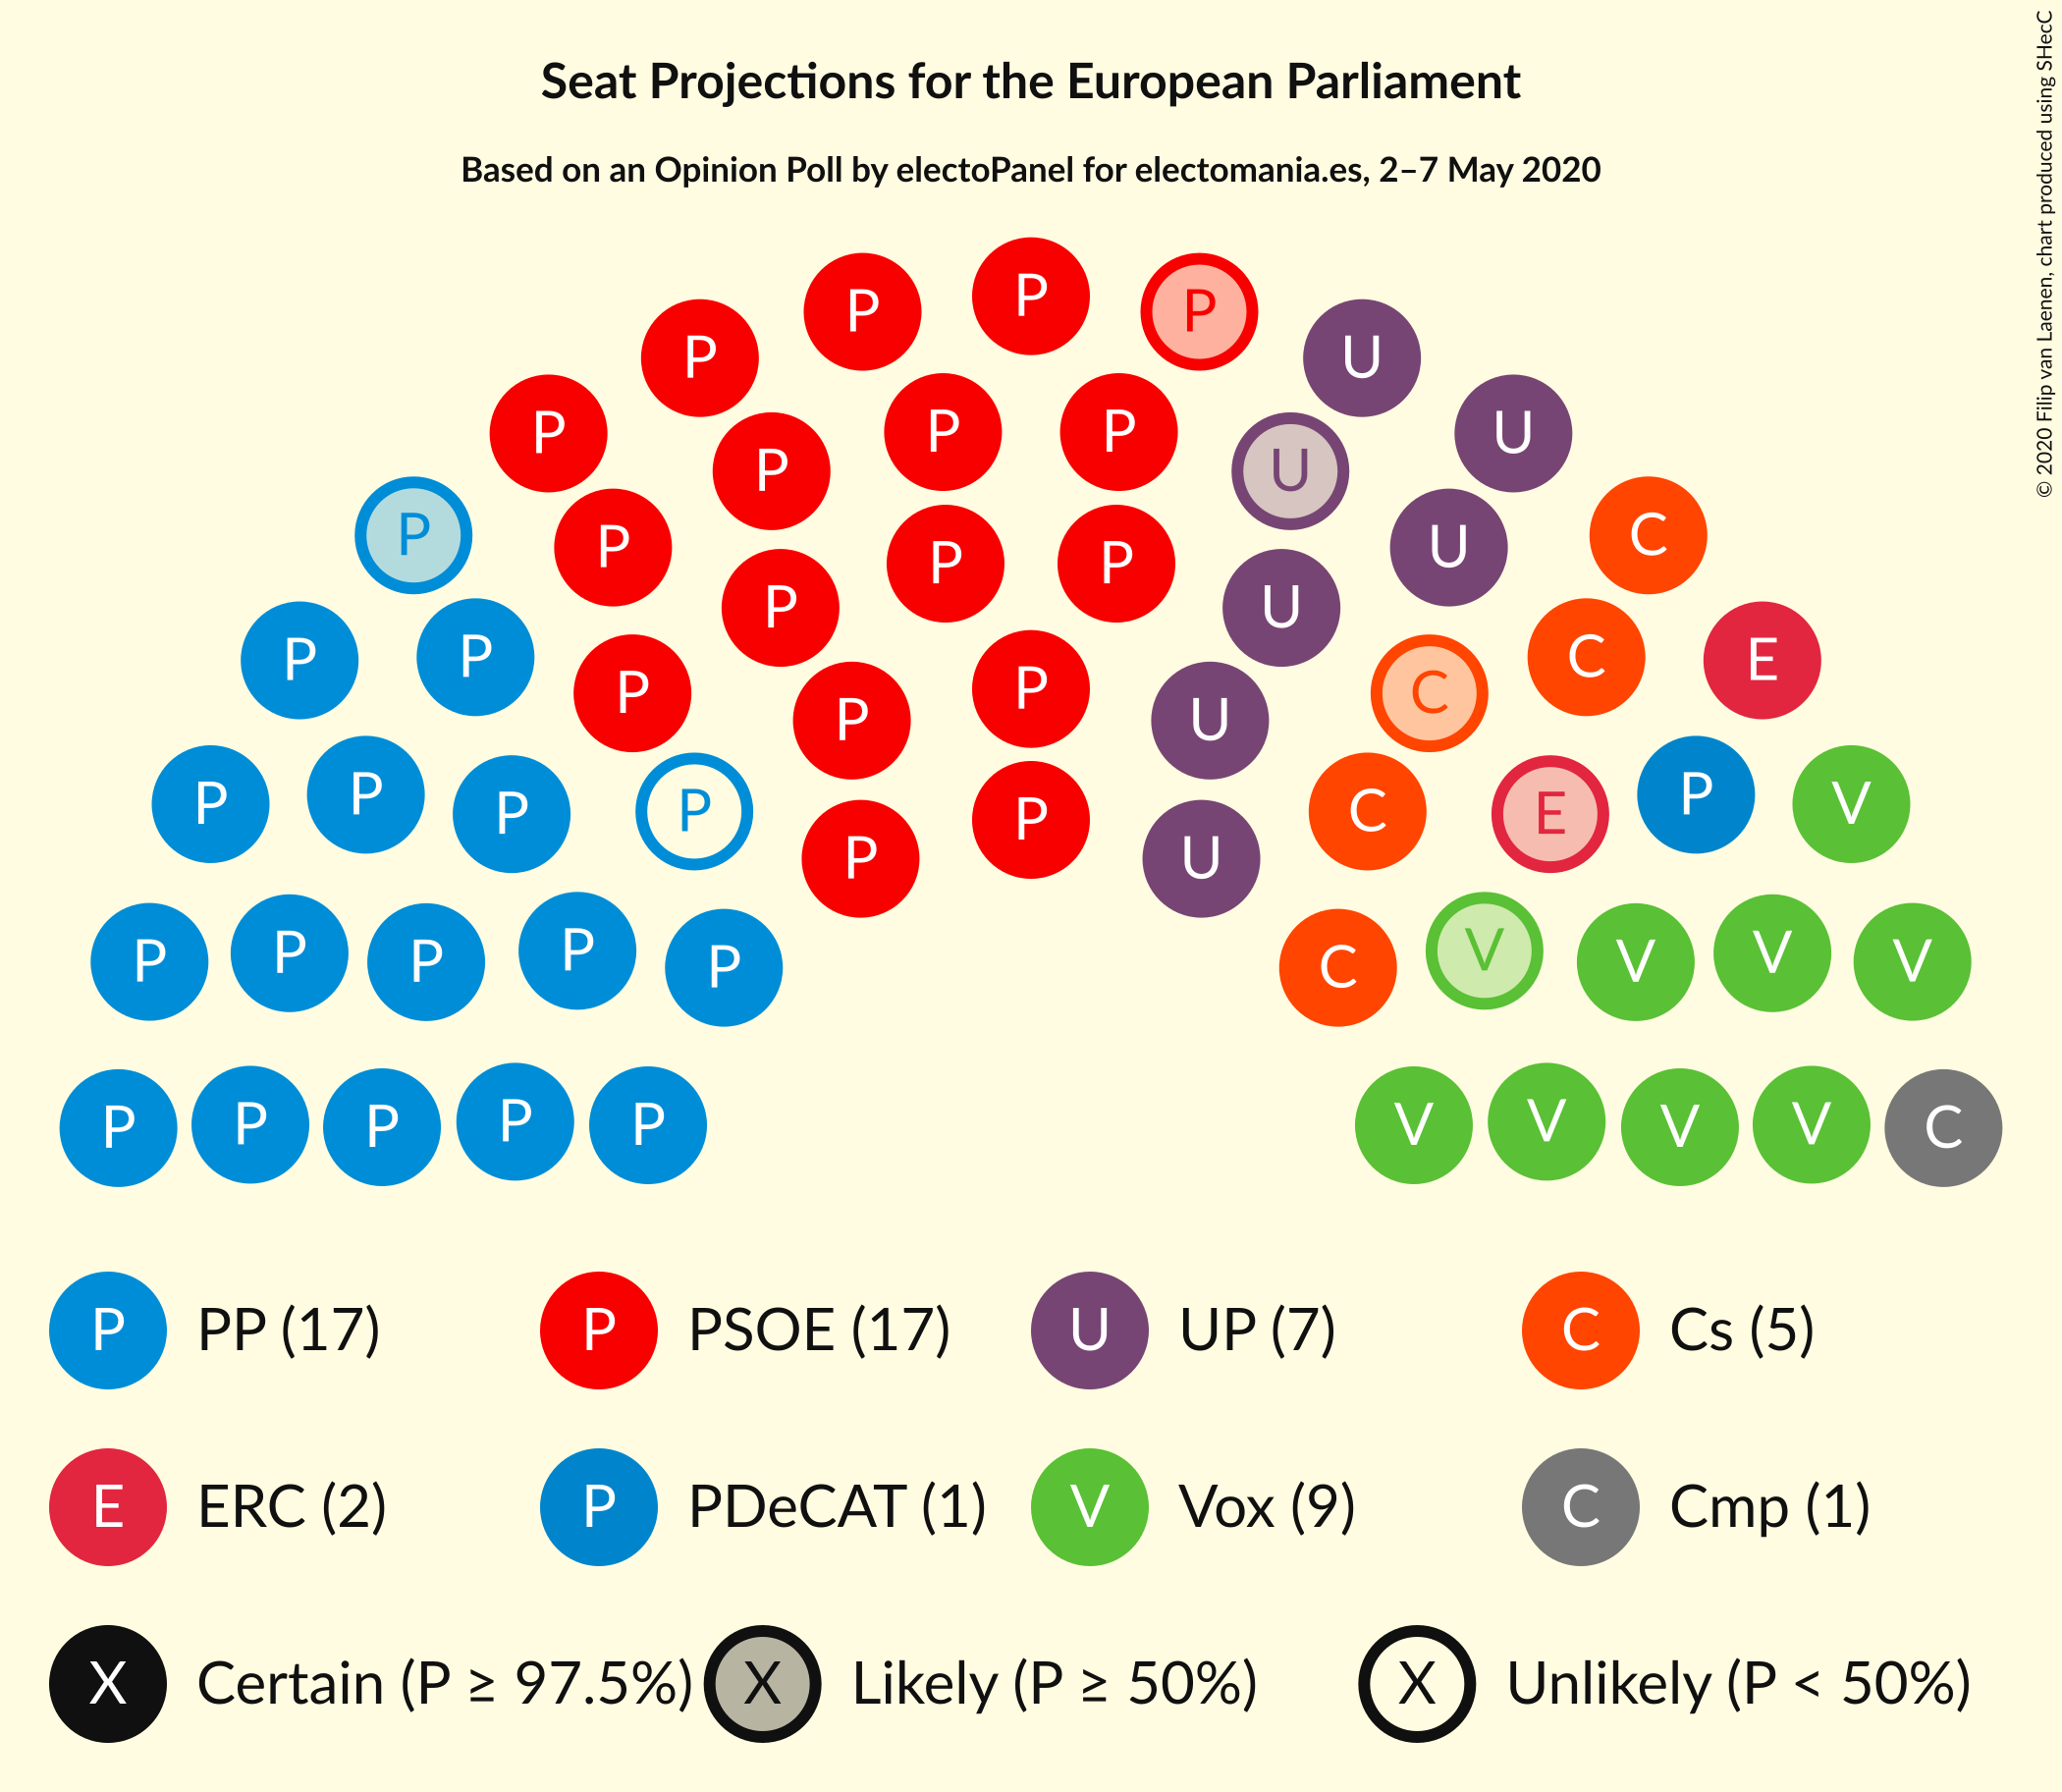 Seat Projections for the European Parliament
Based on an Opinion Poll by electoPanel for electomania.es, 2–7 May 2020
© 2020 Filip van Laenen, chart produced using SHecC
P P P P U
P P P P U U
P P P U P C
P P P U
P P P P U C C E
P P P P P P U C E P V
P U
P P P P P C V V V V
P P P P P V V V V C
P PP (17) P PSOE (17) U UP (7) C Cs (5)
E ERC (2) P PDeCAT (1) V Vox (9) C Cmp (1)
X Certain (P ≥ 97.5%) X Likely (P ≥ 50%) X Unlikely (P < 50%)